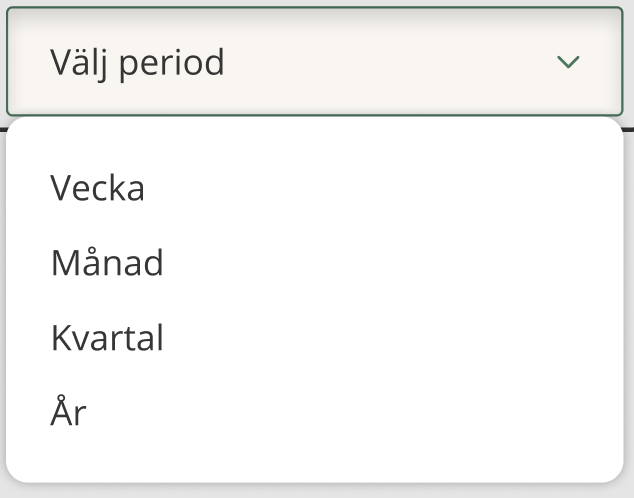 Välj period
Vecka
Månad
Kvartal
År